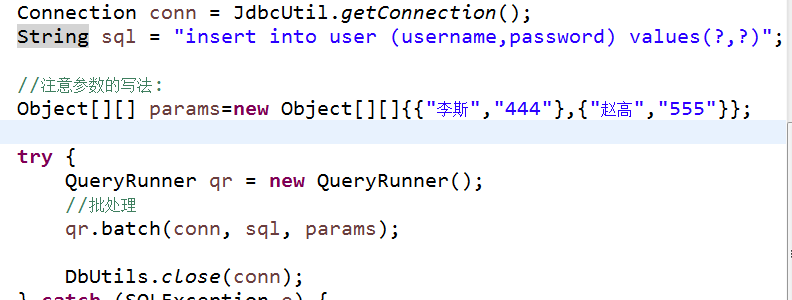 Connection conn = JdbcUtil.getConnection();
String sql = "insert into user (username,password) values(?,?)";
//注意参数的写法:
Object[][] params=new Object[][]{{"李斯","444"},{"赵高","555"}};
try {
QueryRunner qr = new QueryRunner();
//批处理
qr.batch(conn, sql, params);
DbUtils.close(conn);
} catch (SQLException e) {